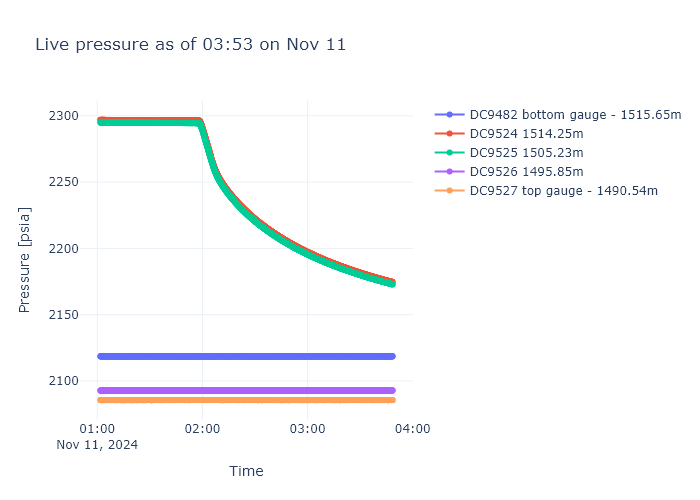 Live pressure as of 03:53 on Nov 11
DC9482 bottom gauge - 1515.65m
DC9524 1514.25m
DC9525 1505.23m
DC9526 1495.85m
DC9527 top gauge - 1490.54m
Pressure [psia]
2300
2250
2200
2150
2100
01:00
02:00
03:00
04:00
Nov 11, 2024
Time